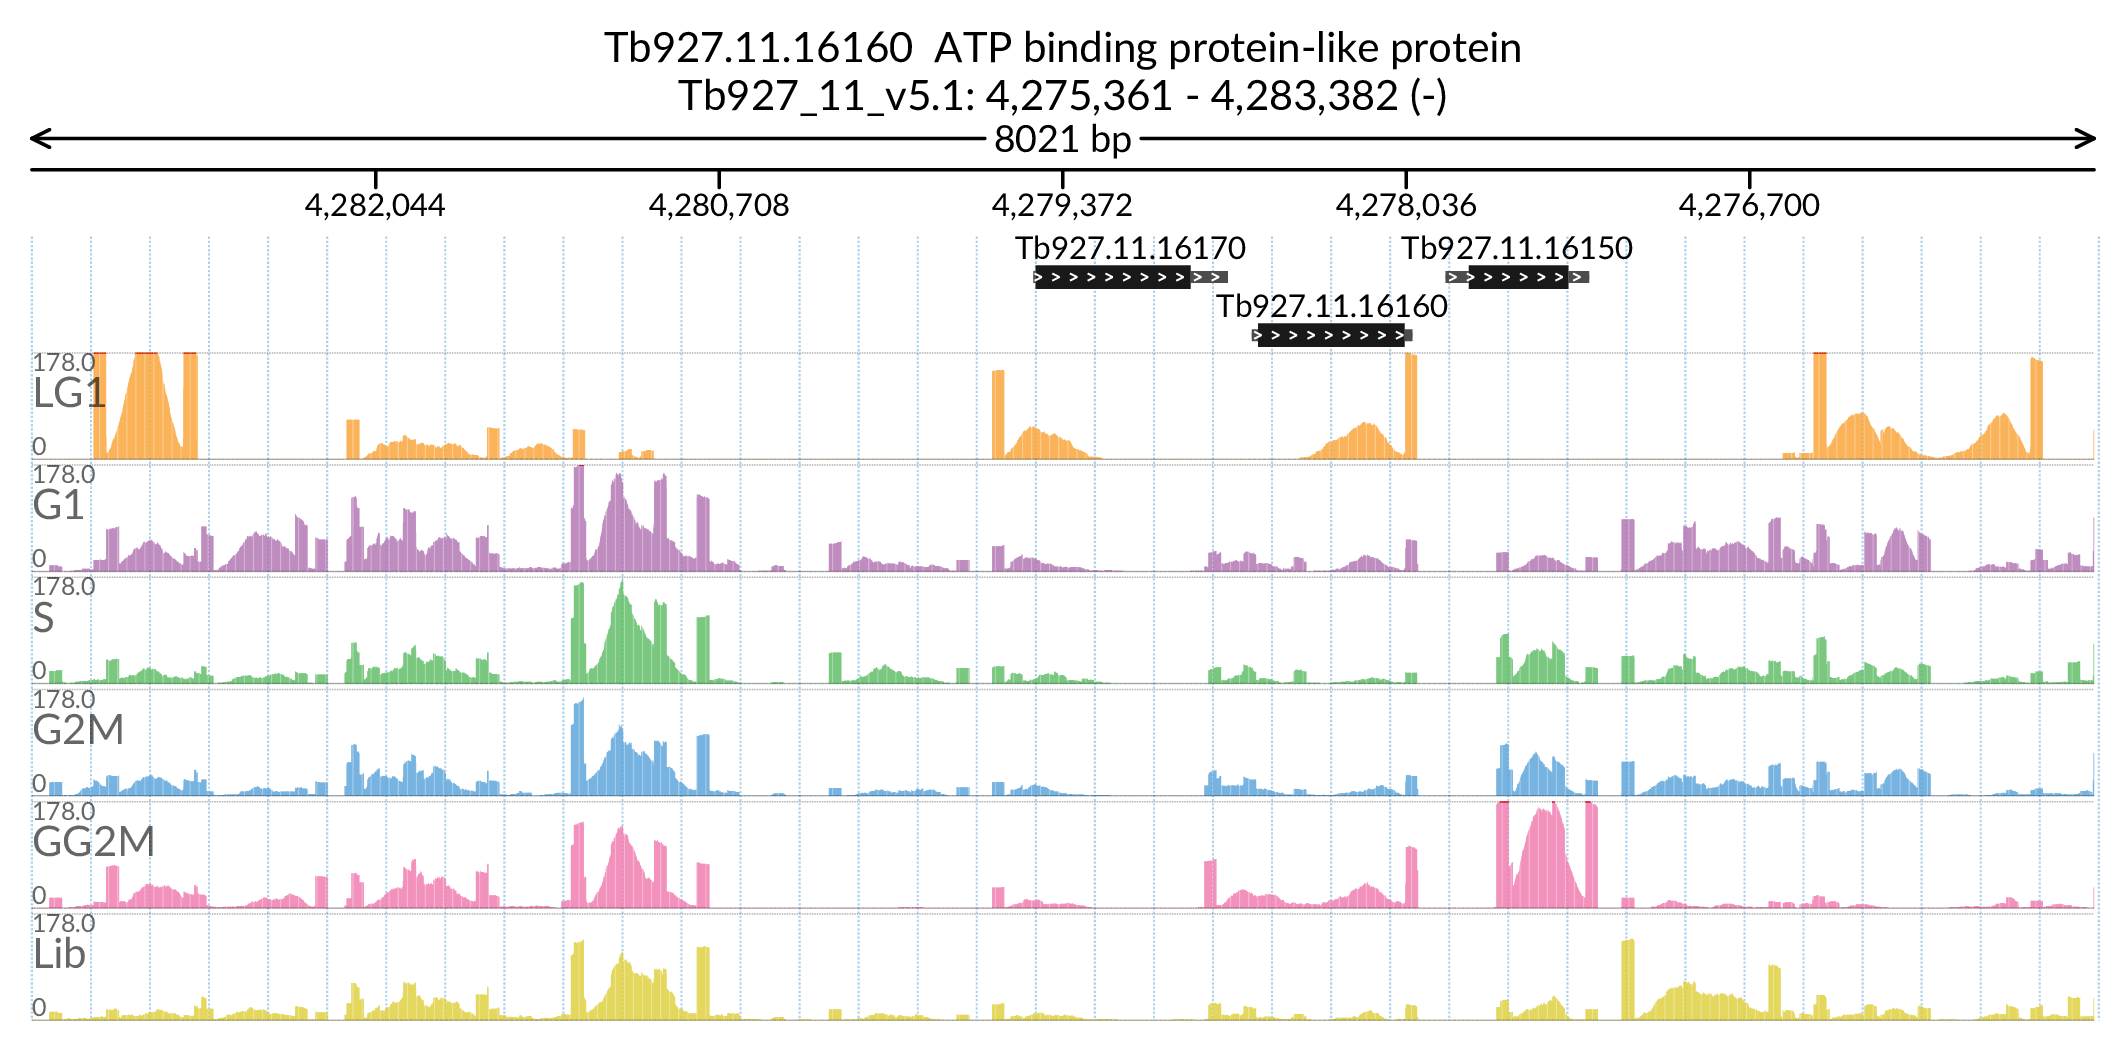 Tb927.11.16160  ATP binding protein-like protein
Tb927_11_v5.1: 4,275,361 - 4,283,382 (-)
8021 bp
4,282,044 4,280,708 4,279,372 4,278,036 4,276,700
Tb927.11.16170 Tb927.11.16150
Tb927.11.16160
178.0
LG1
0
178.0
G1
0
178.0
S
0
178.0
G2M
0
178.0
GG2M
0
178.0
Lib
0